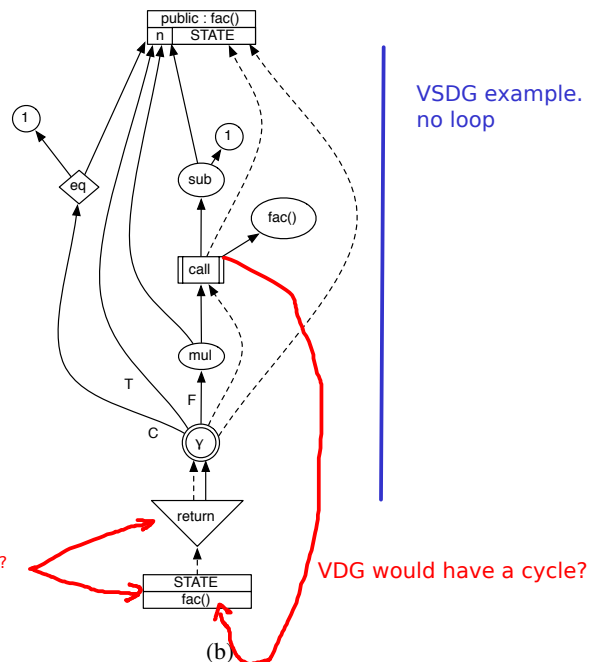 public : fac()
n STATE
VSDG example.
no loop
1
1
eq
sub
fac()
call
mul
T
F
C
γ
return
?
VDG would have a cycle?
STATE
fac()
(b)